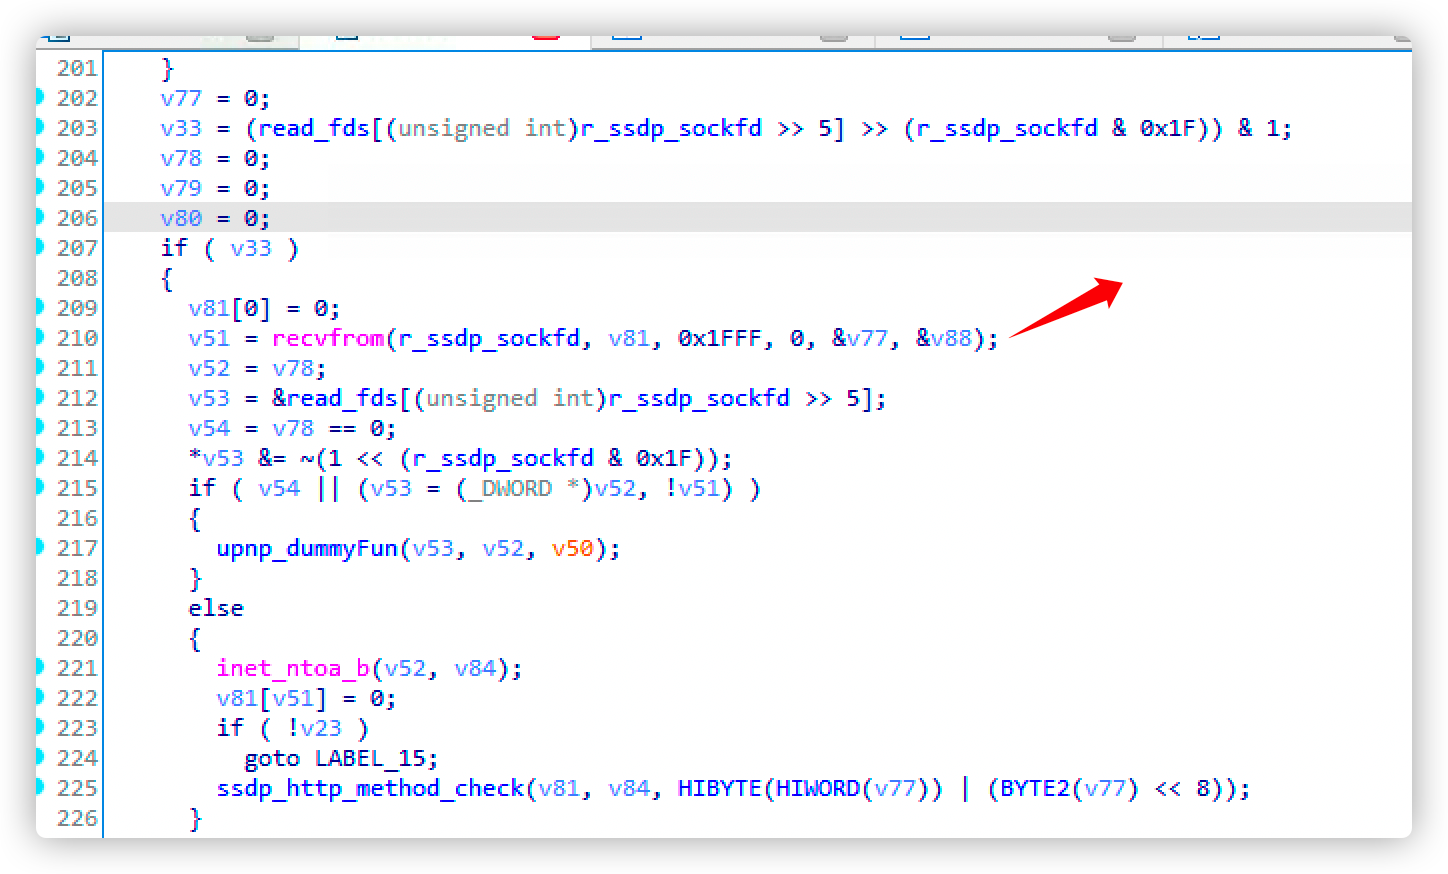 201 }
202 v77 = 0;
203 v33 = (read_fds[(unsigned int)r_ssdp_sockfd >> 5] >> (r_ssdp_sockfd & 0x1F)) & 1;
204 v78 = 0;
205 v79 = 0;
206 v80 = 0;
207 if ( v33 )
208 {
209 v81[0] = 0;
210 v51 = recvfrom(r_ssdp_sockfd, v81, 0x1FFF, 0, &v77, &v88);
211 v52 = v78;
212 v53 = &read_fds[(unsigned int)r_ssdp_sockfd >> 5];
213 v54 = v78 == 0;
214 *v53 &= ~(1 << (r_ssdp_sockfd & 0x1F));
215 if ( v54 || (v53 = (_DWORD *)v52, !v51) )
216 {
217 upnp_dummyFun(v53, v52, v50);
218 }
219 else
220 {
221 inet_ntoa_b(v52, v84);
222 v81[v51] = 0;
223 if ( !v23 )
224 goto LABEL_15;
225 ssdp_http_method_check(v81, v84, HIBYTE(HIWORD(v77)) | (BYTE2(v77) << 8));
226 }